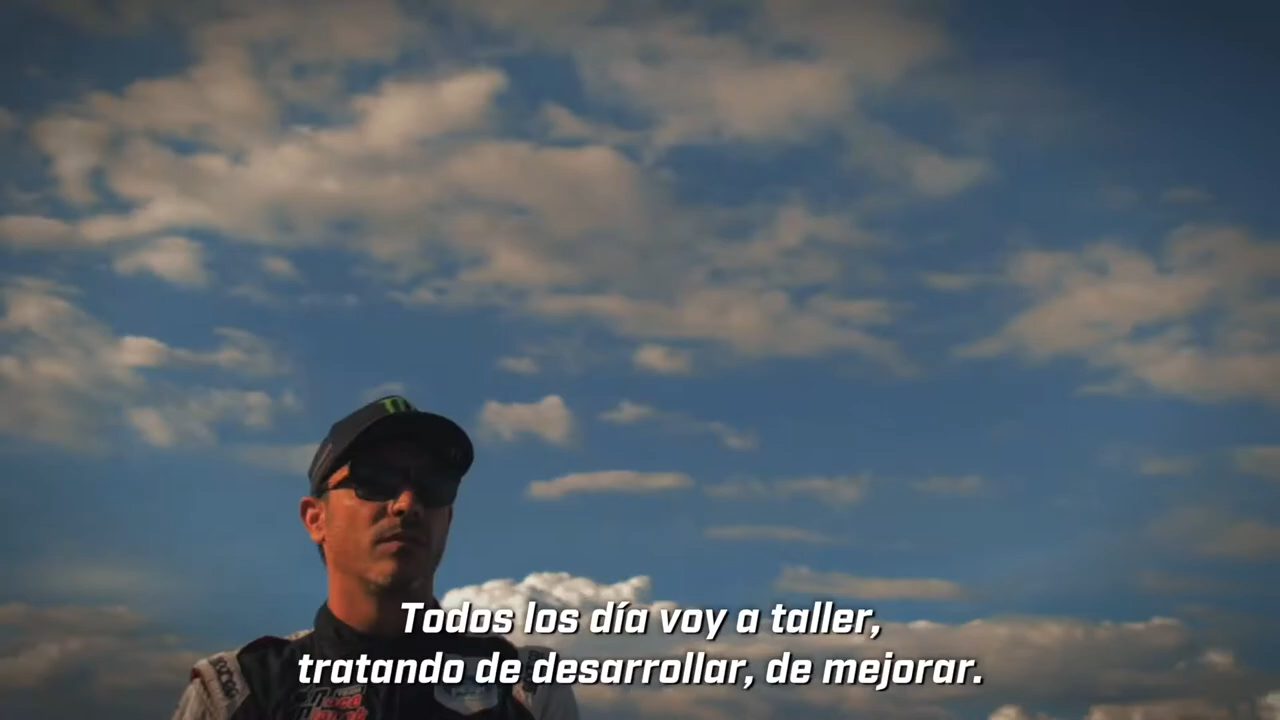 Todos los día voy a taller,
tratando de desarrollar, de mejorar.